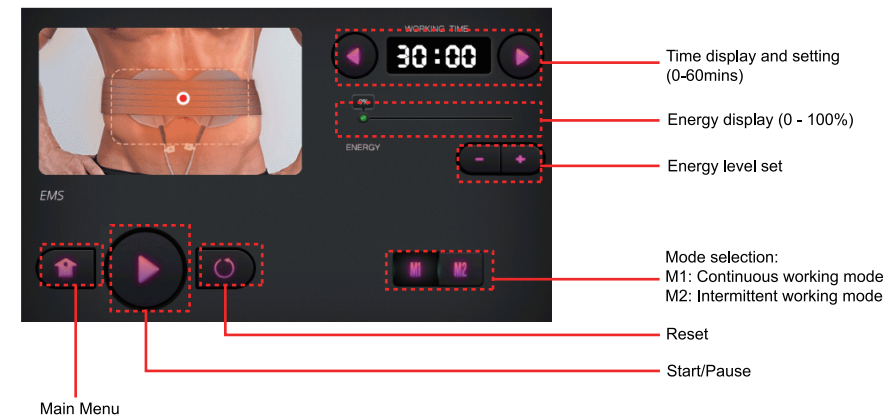 WORKING TIME
30:00
Time display and setting
(0-60mins)
0%
Energy display (0 - 100%)
ENERGY
- +
Energy level set
EMS
M1 M2
Mode selection:
M1: Continuous working mode
M2: Intermittent working mode
Reset
Start/Pause
Main Menu